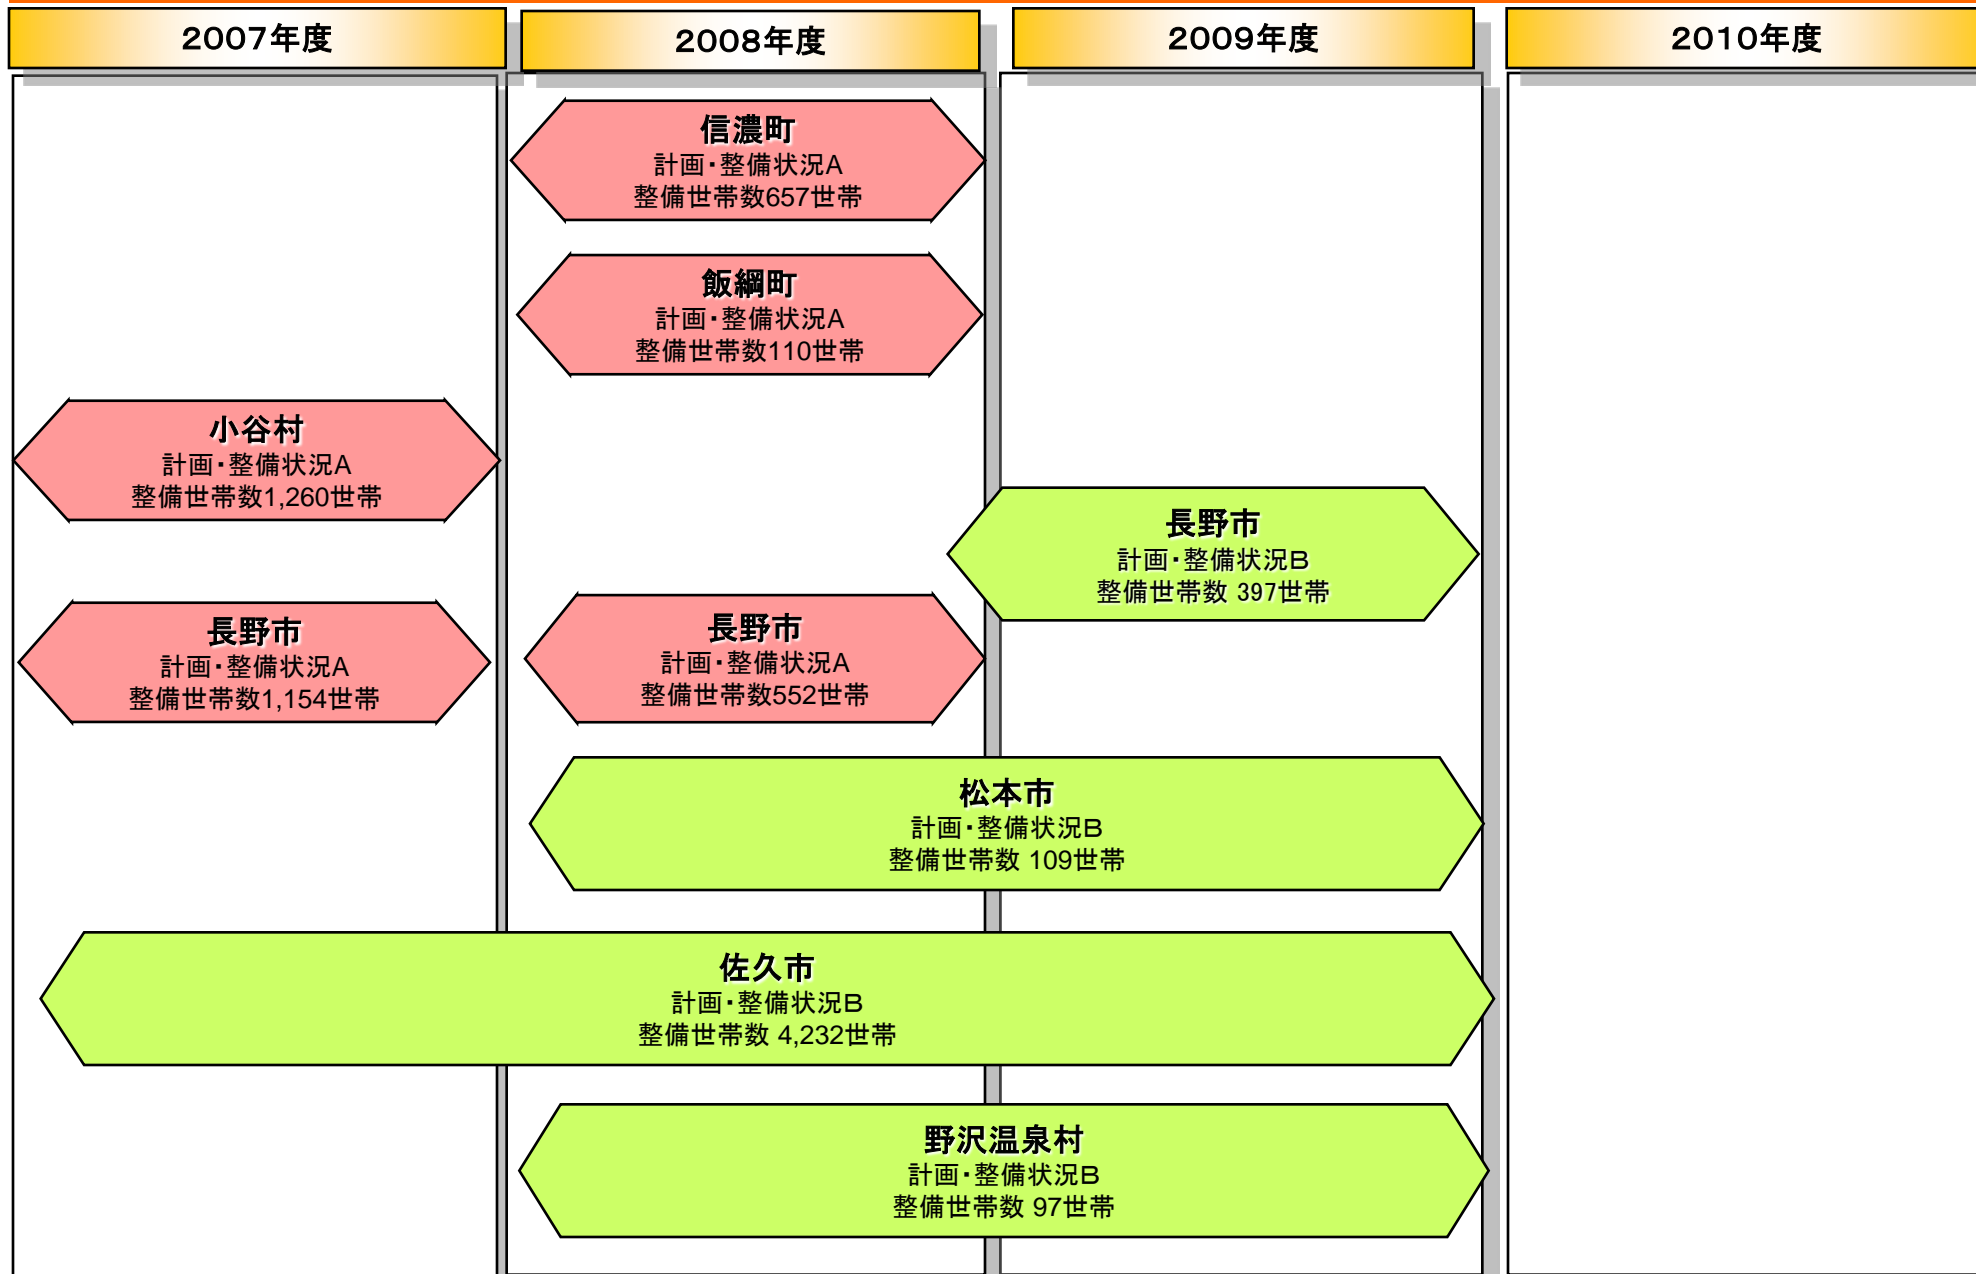 2007年度
2008年度
2009年度
2010年度
信濃町
計画・整備状況A
整備世帯数657世帯
飯綱町
計画・整備状況A
整備世帯数110世帯
小谷村
計画・整備状況A
整備世帯数1,260世帯
長野市
計画・整備状況B
整備世帯数 397世帯
長野市
計画・整備状況A
整備世帯数1,154世帯
長野市
計画・整備状況A
整備世帯数552世帯
松本市
計画・整備状況B
整備世帯数 109世帯
佐久市
計画・整備状況B
整備世帯数 4,232世帯
野沢温泉村
計画・整備状況B
整備世帯数 97世帯